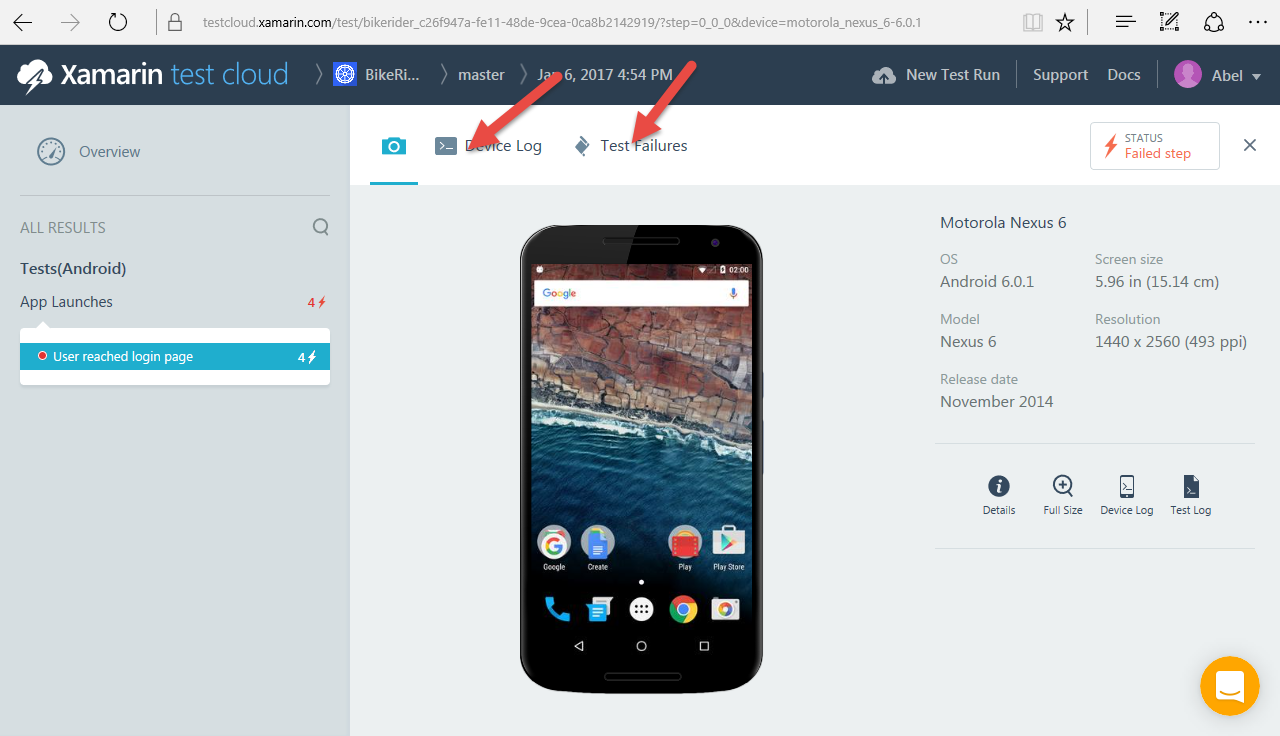 testcloud.xamarin.com/test/bikerider_c26f947a-fe11-48de-9cea-0ca8b2142919/?step=0_0_0&device=motorola_nexus_6-6.0.1
Xamarin test cloud
BikeRi...
master
Jan 6, 2017 4:54 PM
New Test Run
Support
Docs
Abel
Overview
Device Log
Test Failures
STATUS
Failed step
ALL RESULTS
Tests(Android)
App Launches
4
User reached login page
4
02:00
Google
Google
Create
Play
Play Store
Motorola Nexus 6
OS
Screen size
Android 6.0.1
5.96 in (15.14 cm)
Model
Resolution
Nexus 6
1440 x 2560 (493 ppi)
Release date
November 2014
Details
Full Size
Device Log
Test Log